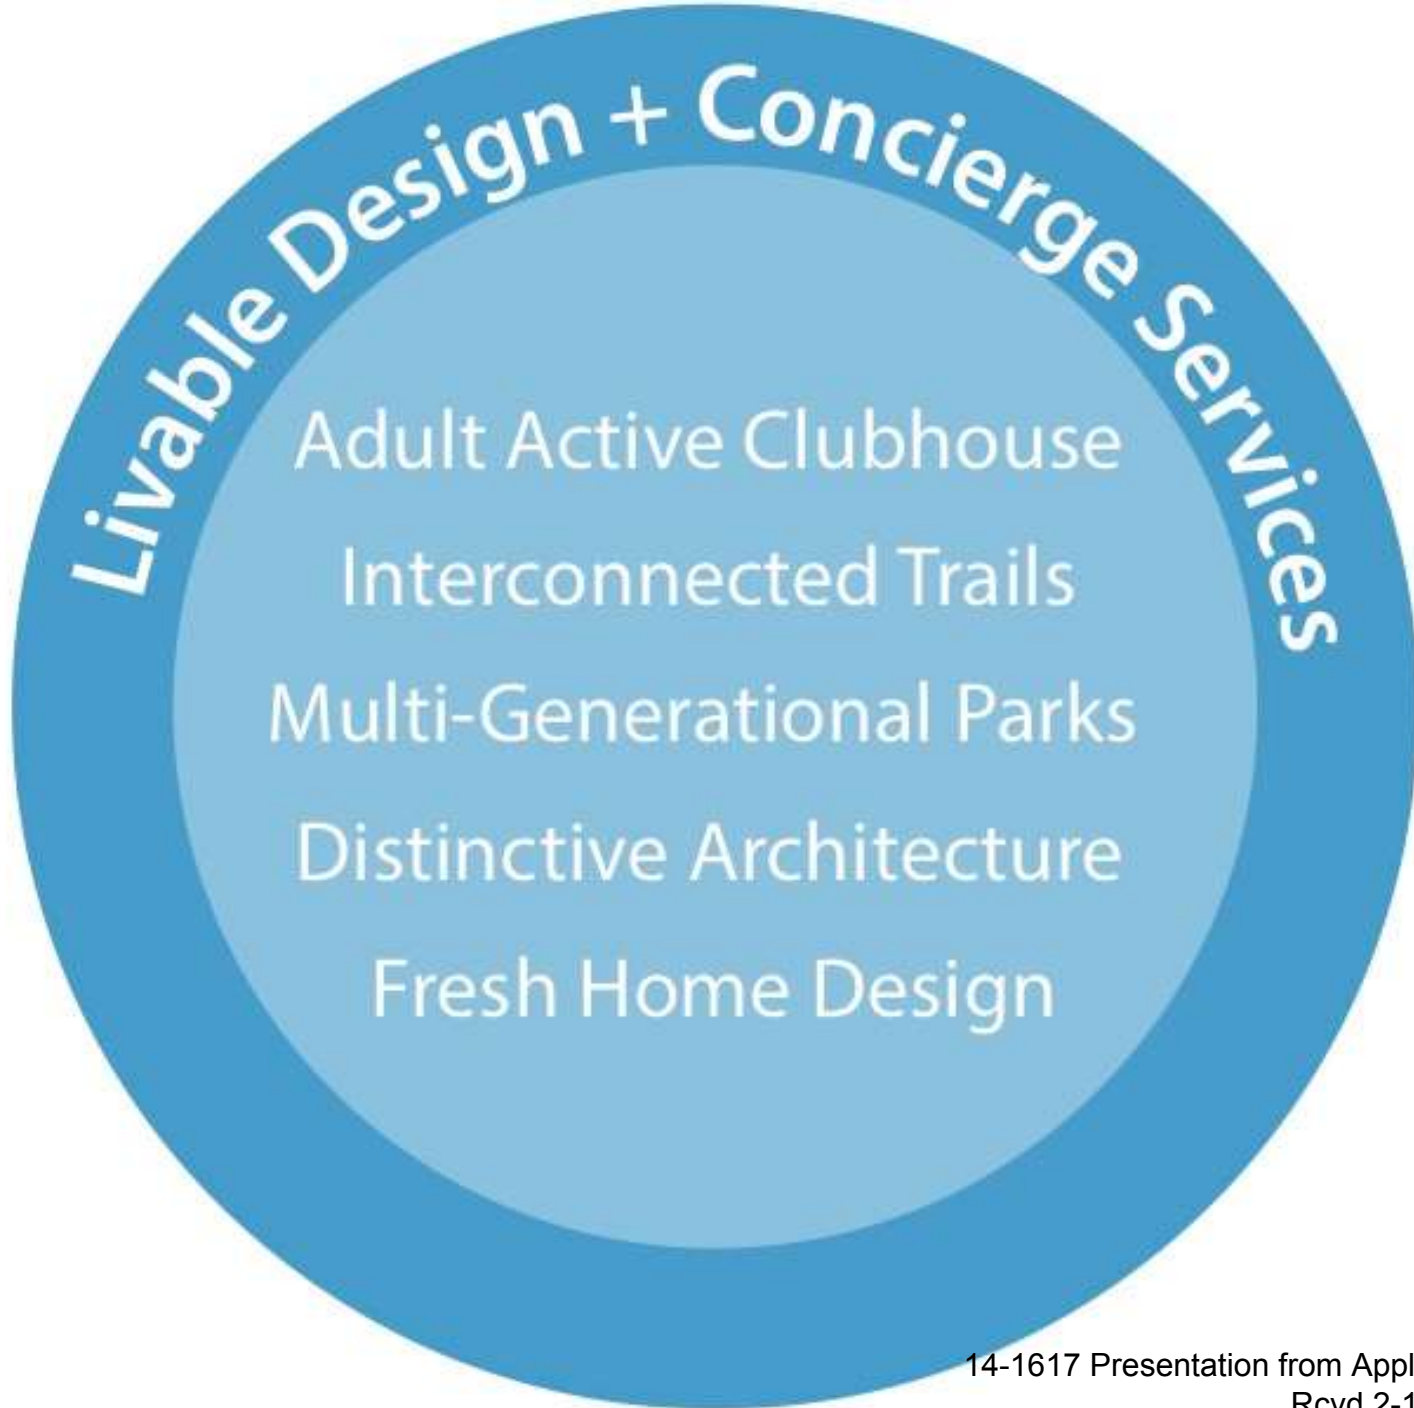 Livable Design + Concierge Services
Adult Active Clubhouse
Interconnected Trails
Multi-Generational Parks
Distinctive Architecture
Fresh Home Design
14-1617 Presentation from Appl
Rcvd 2-1